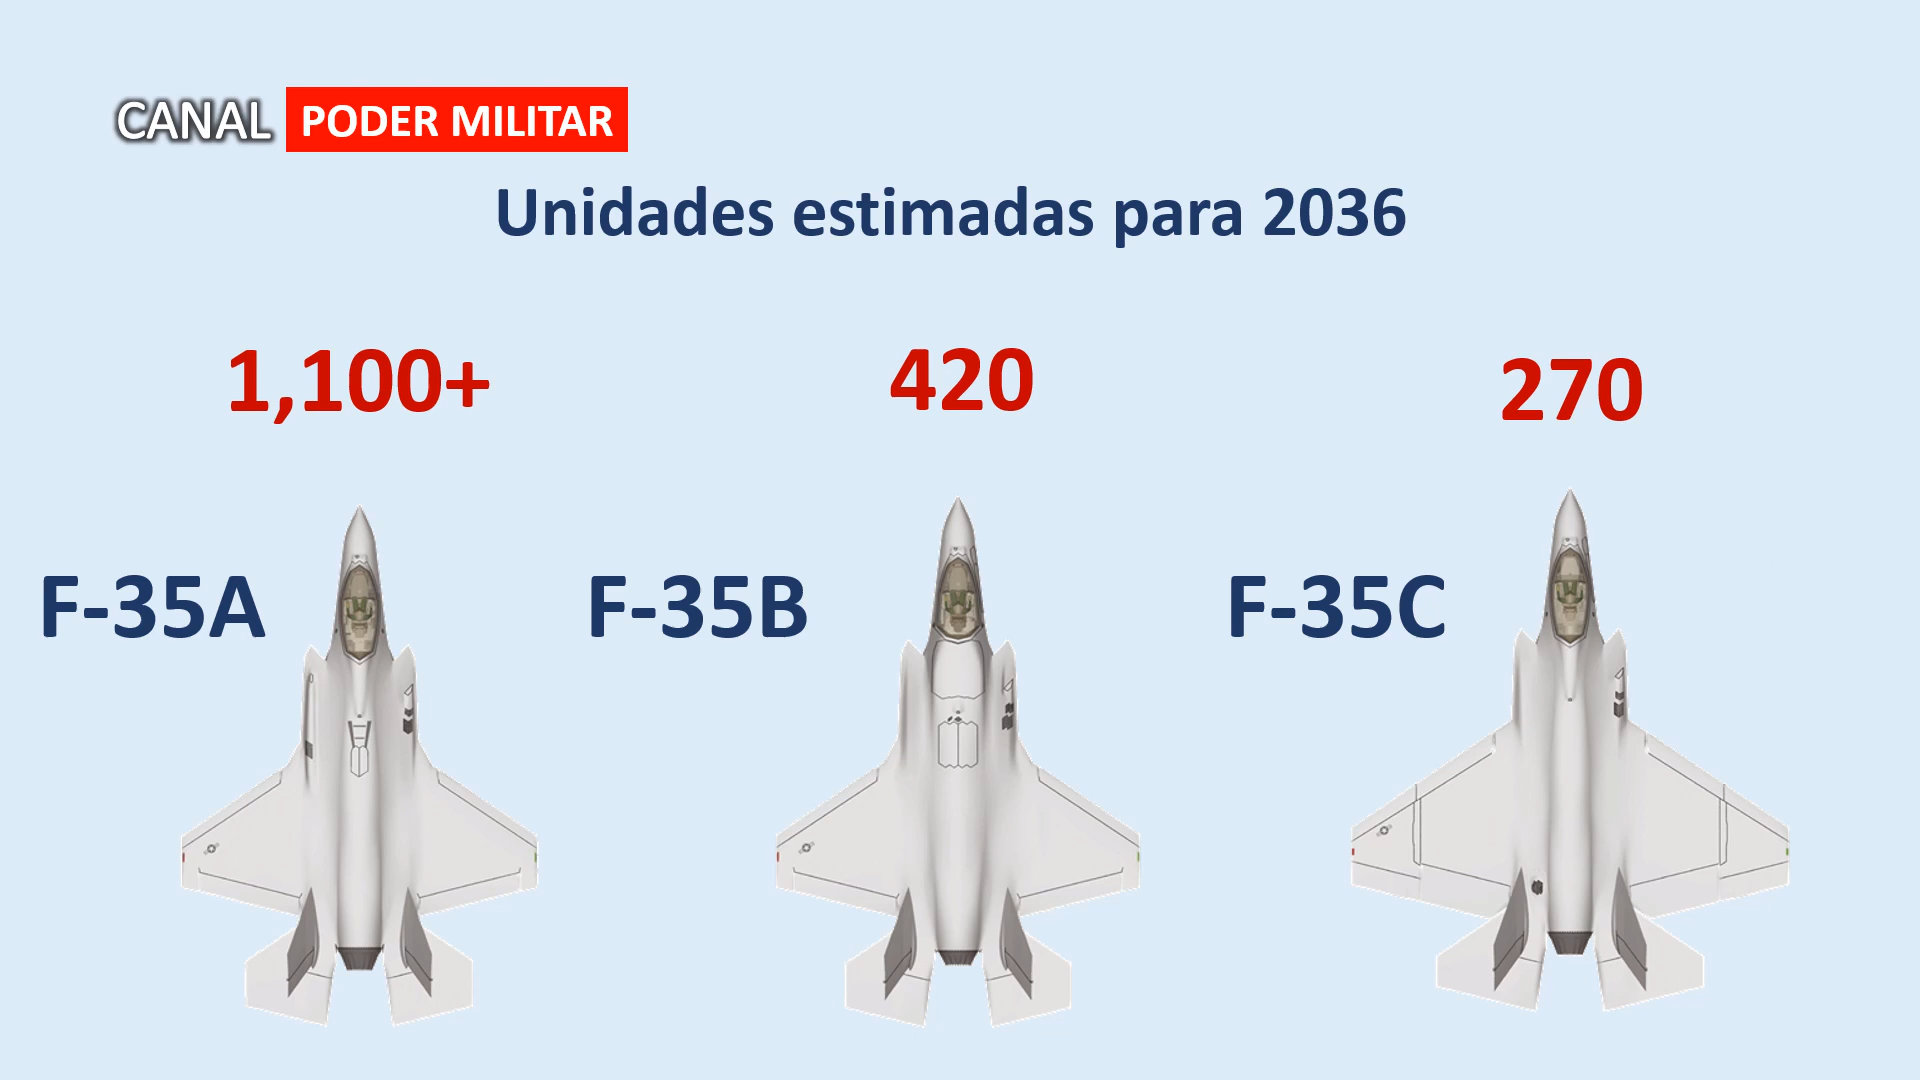 CANAL PODER MILITAR
Unidades estimadas para 2036
1,100+
420
270
F-35A
F-35B
F-35C